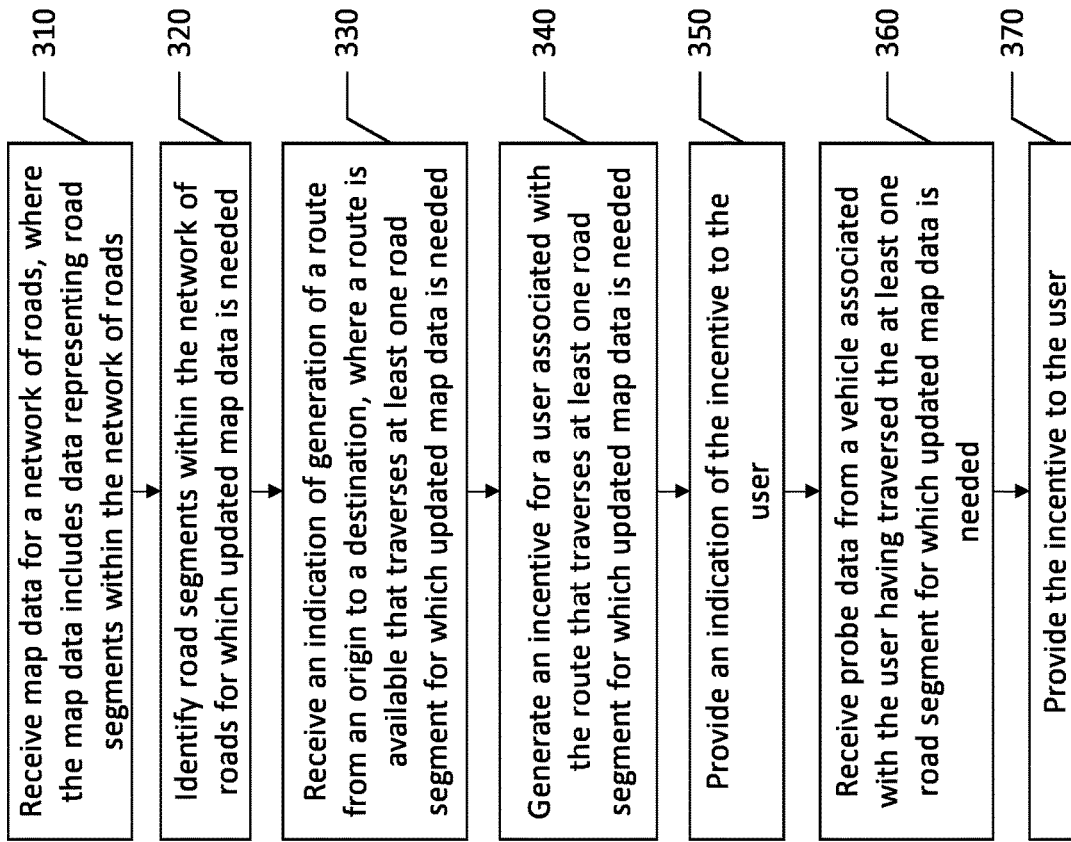 Receive map data for a network of roads, where
the map data includes data representing road
segments within the network of roads
310
Identify road segments within the network of
roads for which updated map data is needed
320
Receive an indication of generation of a route
from an origin to a destination, where a route is
available that traverses at least one road
segment for which updated map data is needed
330
Generate an incentive for a user associated with
the route that traverses at least one road
segment for which updated map data is needed
340
Provide an indication of the incentive to the
user
350
Receive probe data from a vehicle associated
with the user having traversed the at least one
road segment for which updated map data is
needed
360
Provide the incentive to the user
370